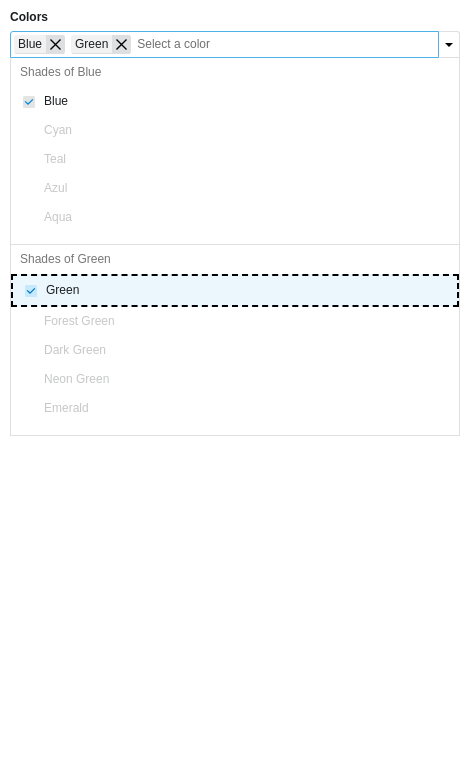 Colors
Blue Green Select a color
Shades of Blue
Blue
Cyan
Teal
Azul
Aqua
Shades of Green
Green
Forest Green
Dark Green
Neon Green
Emerald